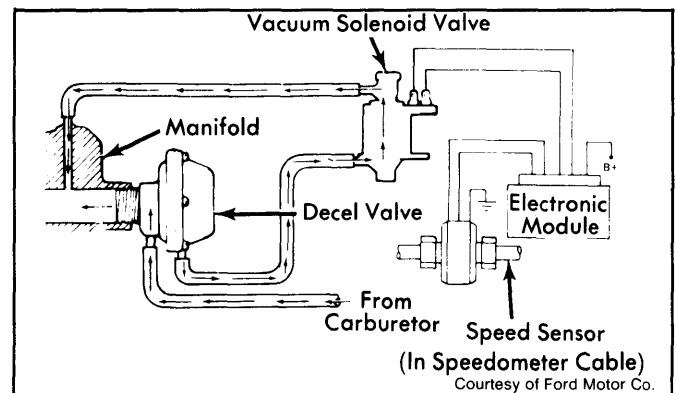 Vacuum Solenoid Valve
Manifold
B+
Electronic
Module
Decel Valve
From
Carburetor
Speed Sensor
(In Speedometer Cable)
Courtesy of Ford Motor Co.